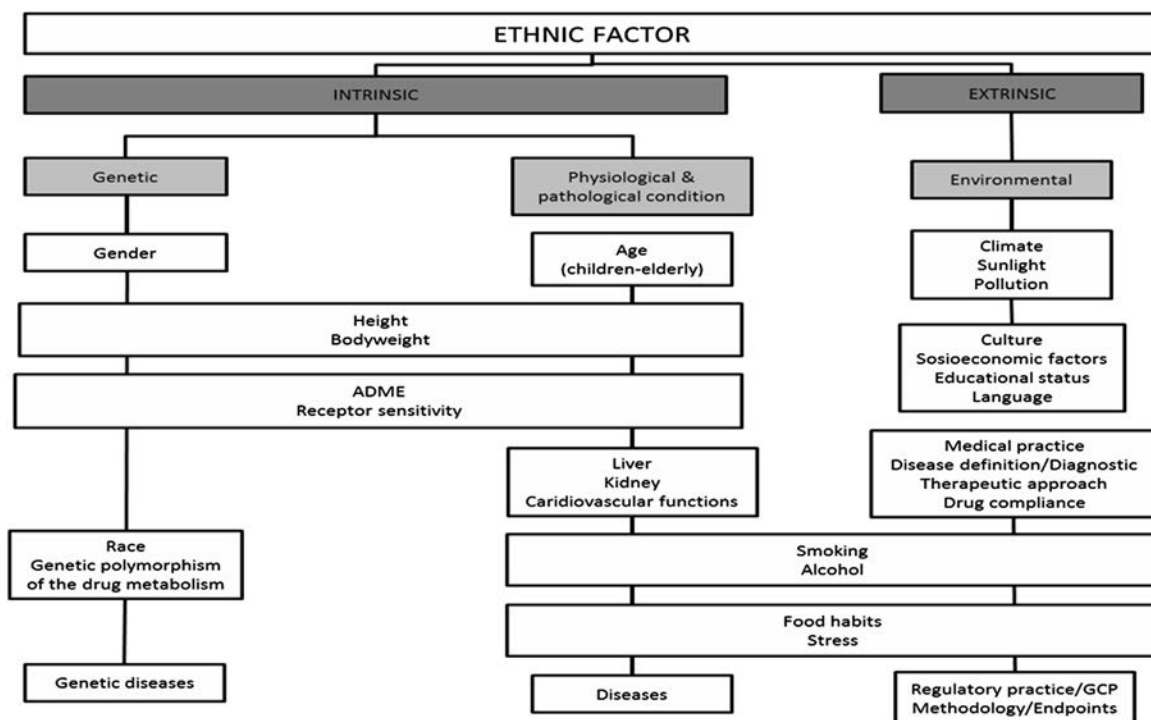 ETHNIC FACTOR
INTRINSIC
EXTRINSIC
Genetic
Physiological &
pathological condition
Environmental
Gender
Age
(children-elderly)
Climate
Sunlight
Pollution
Height
Bodyweight
Culture
Sosioeconomic factors
Educational status
Language
ADME
Receptor sensitivity
Liver
Kidney
Caridiovascular functions
Medical practice
Disease definition/Diagnostic
Therapeutic approach
Drug compliance
Race
Genetic polymorphism
of the drug metabolism
Smoking
Alcohol
Food habits
Stress
Genetic diseases
Diseases
Regulatory practice/GCP
Methodology/Endpoints